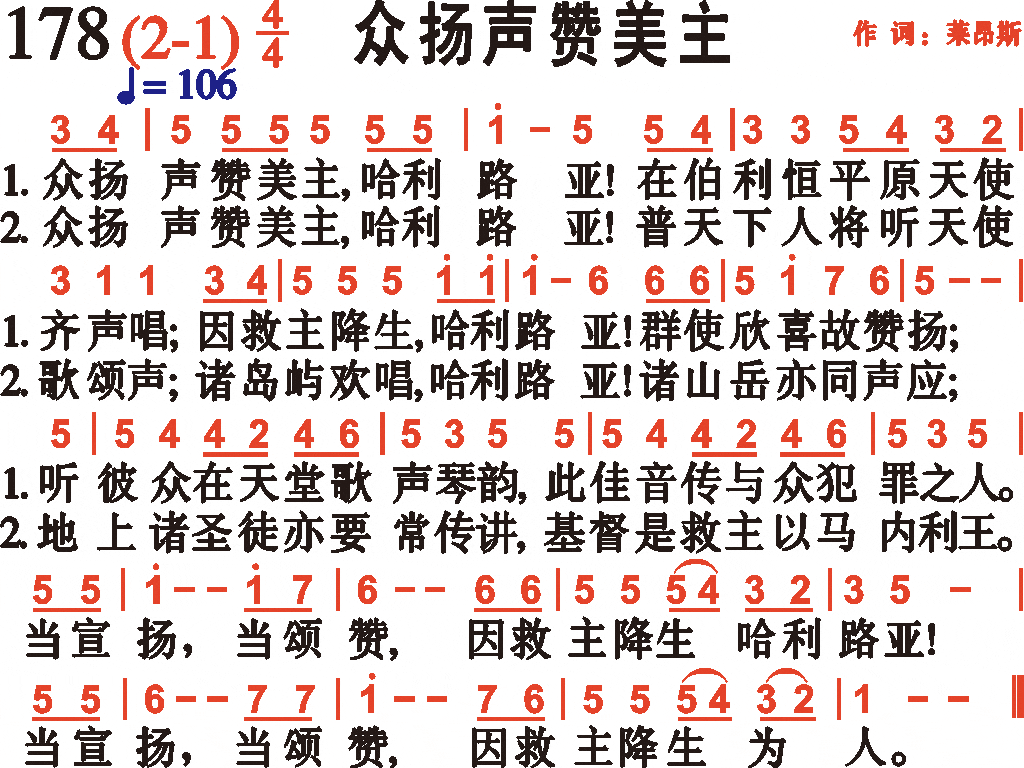 178 (2-1) 4/4 众扬声赞美主 作 词：莱昂斯
♩= 106
3 4 | 5 5 5 5 5 5 | i - 5 5 4 | 3 3 5 4 3 2 |
1. 众扬 声赞美主,哈利 路 亚! 在伯利恒平原天使
2. 众扬 声赞美主,哈利 路 亚! 普天下人将听天使
3 1 1 3 4 | 5 5 5 i i | i - 6 6 6 | 5 i 7 6 | 5 - - |
1. 齐声唱; 因救主降生,哈利路 亚!群使欣喜故赞扬;
2. 歌颂声; 诸岛屿欢唱,哈利路 亚!诸山岳亦同声应;
5 | 5 4 4 2 4 6 | 5 3 5 5 | 5 4 4 2 4 6 | 5 3 5 |
1. 听 彼 众在天堂歌 声琴韵, 此佳音传与众犯 罪之人。
2. 地 上 诸圣徒亦要 常传讲, 基督是救主以马 内利王。
5 5 | i - - i 7 | 6 - - 6 6 | 5 5 5 4 3 2 | 3 5 - |
当宣 扬， 当颂 赞, 因救 主降生 哈利 路亚!
5 5 | 6 - - 7 7 | i - - 7 6 | 5 5 5 4 3 2 | 1 - - ‖
当宣 扬， 当颂 赞, 因救 主降生 为 人。